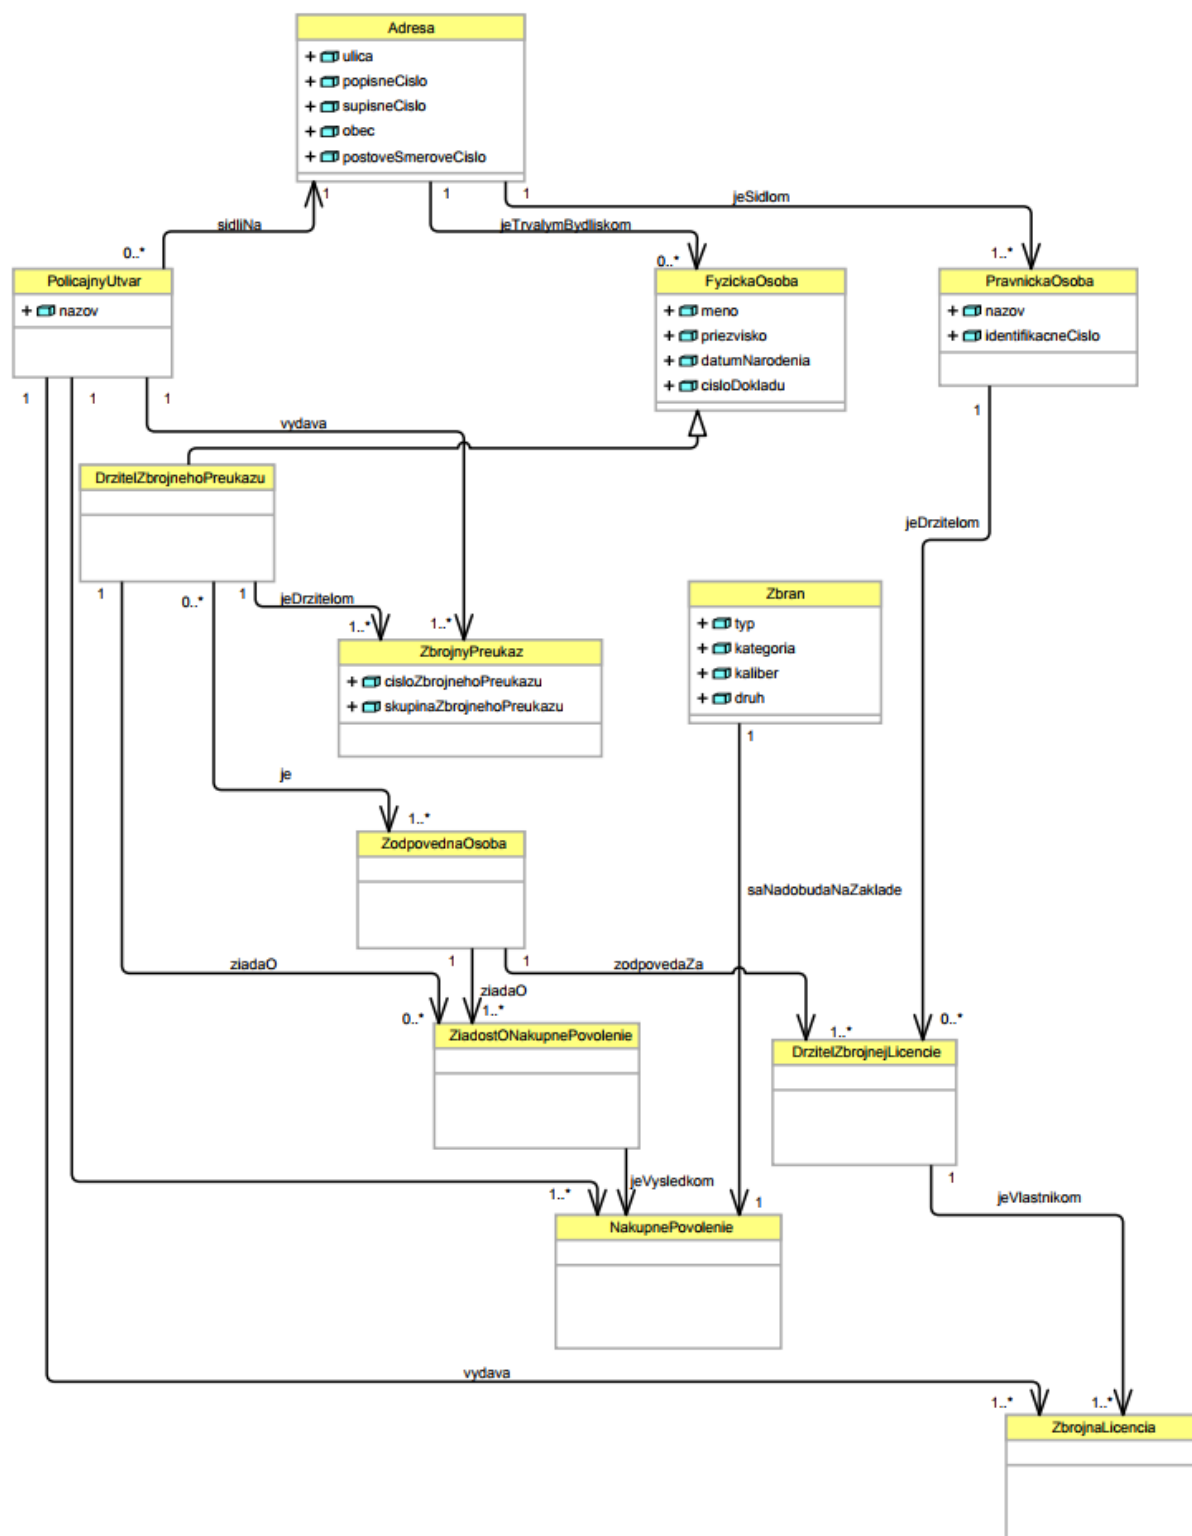 Adresa
+ ulica
+ popisneCislo
+ supisneCislo
+ obec
+ postoveSmeroveCislo
1
1
1
jeSidlom
sidliNa
jeTrvalymBydliskom
0..*
0..*
1..*
PolicajnyUtvar
+ nazov
FyzickaOsoba
+ meno
+ priezvisko
+ datumNarodenia
+ cisloDokladu
PravnickaOsoba
+ nazov
+ identifikacneCislo
1
1
1
1
vydava
DrzitelZbrojnehoPreukazu
jeDrzitelom
1
0..*
1
jeDrzitelom
1..*
1..*
Zbran
+ typ
+ kategoria
+ kaliber
+ druh
ZbrojnyPreukaz
+ cisloZbrojnehoPreukazu
+ skupinaZbrojnehoPreukazu
1
je
1..*
ZodpovednaOsoba
saNadobudaNaZaklade
1
1
ziadaO
zodpovedaZa
ziadaO
0..*
1..*
1..*
0..*
ZiadostONakupnePovolenie
DrzitelZbrojnejLicencie
jeVysledkom
1
1..*
1
jeVlastnikom
NakupnePovolenie
vydava
1..*
1..*
ZbrojnaLicencia